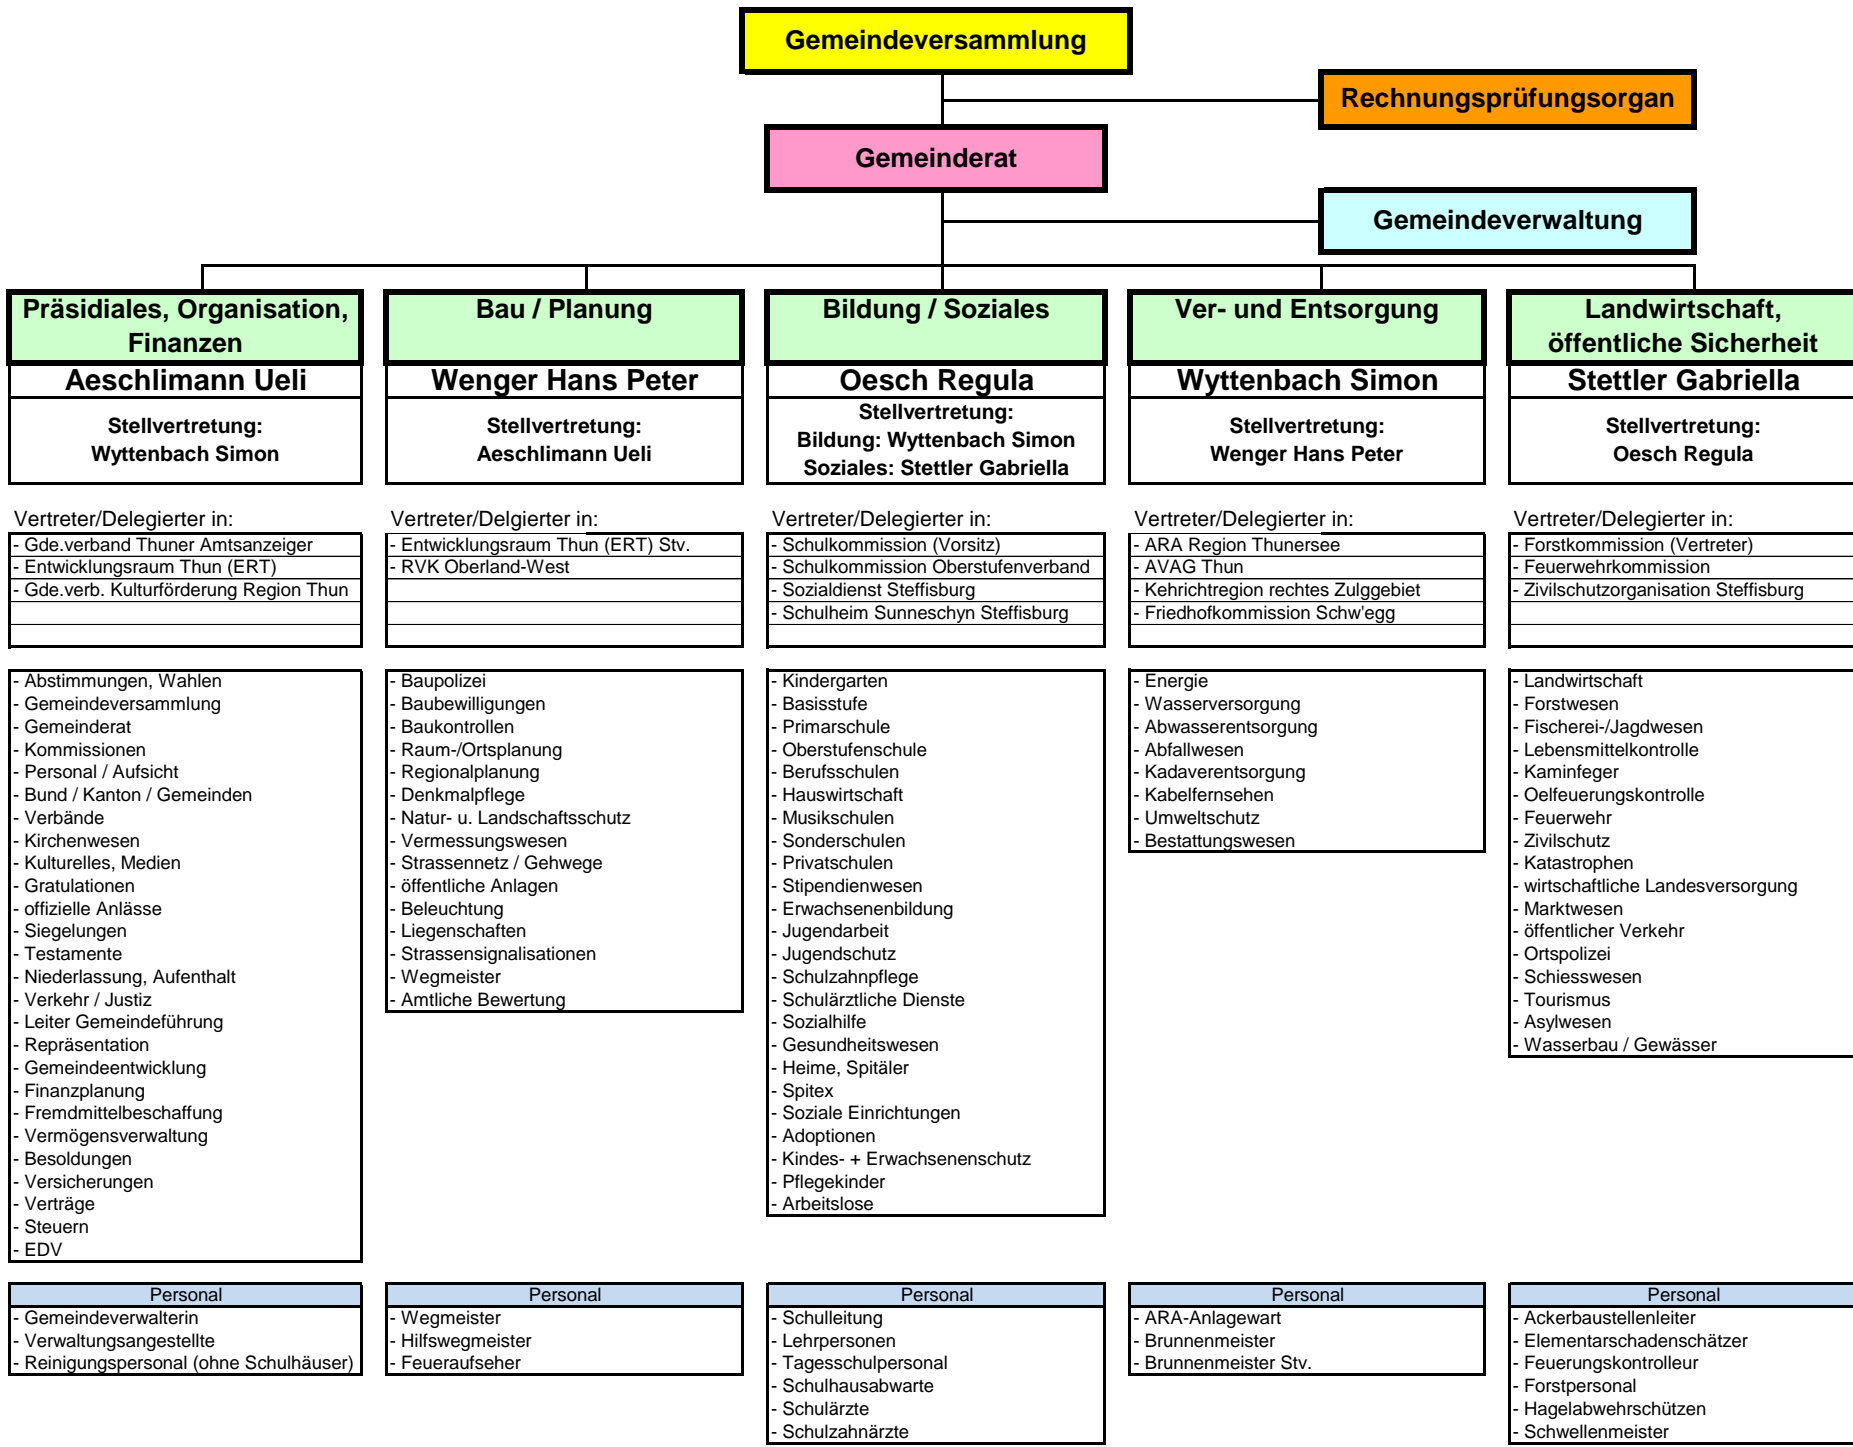 Gemeindeversammlung
Rechnungsprüfungsorgan
Gemeinderat
Gemeindeverwaltung
Präsidiales, Organisation,
Finanzen
Aeschlimann Ueli
Stellvertretung:
Wyttenbach Simon
Vertreter/Delegierter in:
- Gde.verband Thuner Amtsanzeiger
- Entwicklungsraum Thun (ERT)
- Gde.verb. Kulturförderung Region Thun
- Abstimmungen, Wahlen
- Gemeindeversammlung
- Gemeinderat
- Kommissionen
- Personal / Aufsicht
- Bund / Kanton / Gemeinden
- Verbände
- Kirchenwesen
- Kulturelles, Medien
- Gratulationen
- offizielle Anlässe
- Siegelungen
- Testamente
- Niederlassung, Aufenthalt
- Verkehr / Justiz
- Leiter Gemeindeführung
- Repräsentation
- Gemeindeentwicklung
- Finanzplanung
- Fremdmittelbeschaffung
- Vermögensverwaltung
- Besoldungen
- Versicherungen
- Verträge
- Steuern
- EDV
Personal
- Gemeindeverwalterin
- Verwaltungsangestellte
- Reinigungspersonal (ohne Schulhäuser)
Bau / Planung
Wenger Hans Peter
Stellvertretung:
Aeschlimann Ueli
Vertreter/Delgierter in:
- Entwicklungsraum Thun (ERT) Stv.
- RVK Oberland-West
- Baupolizei
- Baubewilligungen
- Baukontrollen
- Raum-/Ortsplanung
- Regionalplanung
- Denkmalpflege
- Natur- u. Landschaftsschutz
- Vermessungswesen
- Strassennetz / Gehwege
- öffentliche Anlagen
- Beleuchtung
- Liegenschaften
- Strassensignalisationen
- Wegmeister
- Amtliche Bewertung
Personal
- Wegmeister
- Hilfswegmeister
- Feueraufseher
Bildung / Soziales
Oesch Regula
Stellvertretung:
Bildung: Wyttenbach Simon
Soziales: Stettler Gabriella
Vertreter/Delegierter in:
- Schulkommission (Vorsitz)
- Schulkommission Oberstufenverband
- Sozialdienst Steffisburg
- Schulheim Sunneschyn Steffisburg
- Kindergarten
- Basisstufe
- Primarschule
- Oberstufenschule
- Berufsschulen
- Hauswirtschaft
- Musikschulen
- Sonderschulen
- Privatschulen
- Stipendienwesen
- Erwachsenenbildung
- Jugendarbeit
- Jugendschutz
- Schulzahnpflege
- Schulärztliche Dienste
- Sozialhilfe
- Gesundheitswesen
- Heime, Spitäler
- Spitex
- Soziale Einrichtungen
- Adoptionen
- Kindes- + Erwachsenenschutz
- Pflegekinder
- Arbeitslose
Personal
- Schulleitung
- Lehrpersonen
- Tagesschulpersonal
- Schulhausabwarte
- Schulärzte
- Schulzahnärzte
Ver- und Entsorgung
Wyttenbach Simon
Stellvertretung:
Wenger Hans Peter
Vertreter/Delegierter in:
- ARA Region Thunersee
- AVAG Thun
- Kehrichtregion rechtes Zulggebiet
- Friedhofkommission Schw'egg
- Energie
- Wasserversorgung
- Abwasserentsorgung
- Abfallwesen
- Kadaverentsorgung
- Kabelfernsehen
- Umweltschutz
- Bestattungswesen
Personal
- ARA-Anlagewart
- Brunnenmeister
- Brunnenmeister Stv.
Landwirtschaft,
öffentliche Sicherheit
Stettler Gabriella
Stellvertretung:
Oesch Regula
Vertreter/Delegierter in:
- Forstkommission (Vertreter)
- Feuerwehrkommission
- Zivilschutzorganisation Steffisburg
- Landwirtschaft
- Forstwesen
- Fischerei-/Jagdwesen
- Lebensmittelkontrolle
- Kaminfeger
- Oelfeuerungskontrolle
- Feuerwehr
- Zivilschutz
- Katastrophen
- wirtschaftliche Landesversorgung
- Marktwesen
- öffentlicher Verkehr
- Ortspolizei
- Schiesswesen
- Tourismus
- Asylwesen
- Wasserbau / Gewässer
Personal
- Ackerbaustellenleiter
- Elementarschadenschätzer
- Feuerungskontrolleur
- Forstpersonal
- Hagelabwehrschützen
- Schwellenmeister